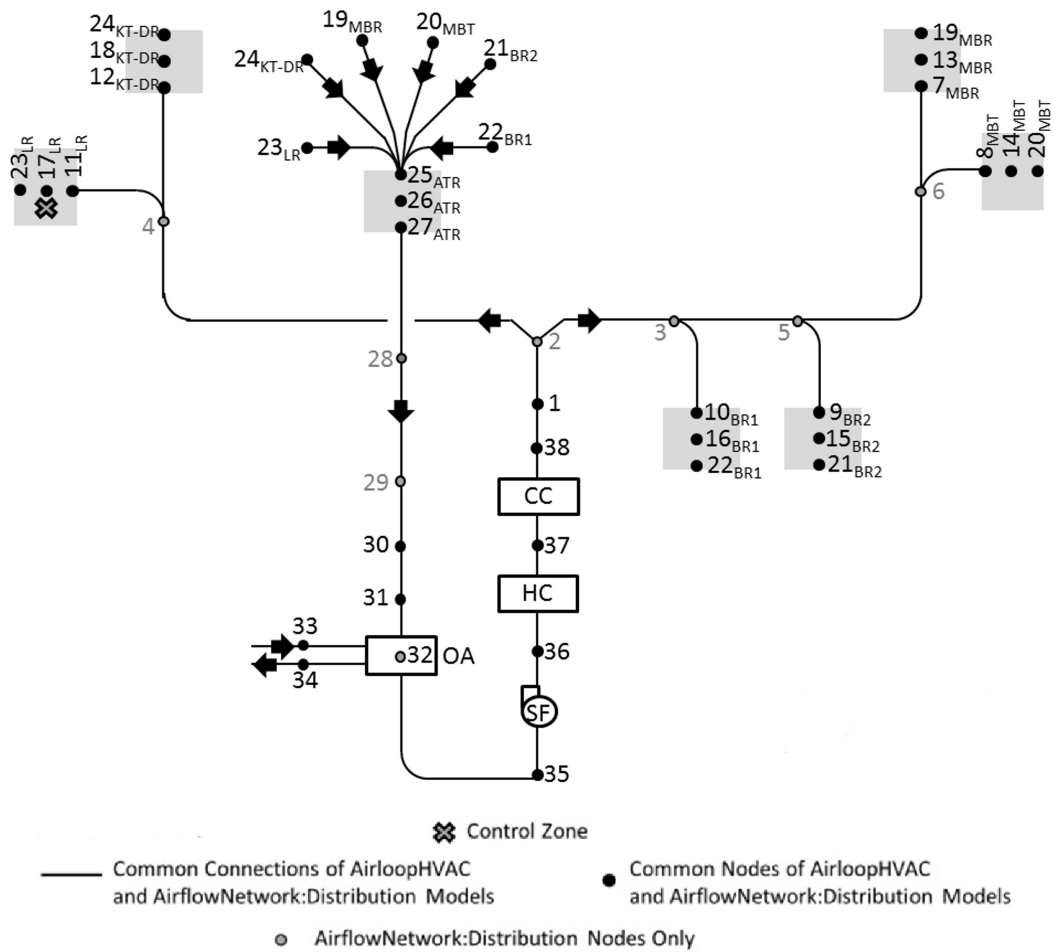 24KT-DR
18KT-DR
12KT-DR
19MBR
20MBT
24KT-DR
21BR2
23LR
22BR1
25ATR
26ATR
27ATR
19MBR
13MBR
7MBR
8MBT
14MBT
20MBT
23LR
17LR
11LR
4
6
28
2
3
5
1
10BR1
16BR1
22BR1
9BR2
15BR2
21BR2
38
CC
29
37
30
HC
31
33
32 OA
34
36
SF
35
Control Zone
Common Connections of AirloopHVAC
and AirflowNetwork:Distribution Models
Common Nodes of AirloopHVAC
and AirflowNetwork:Distribution Models
AirflowNetwork:Distribution Nodes Only